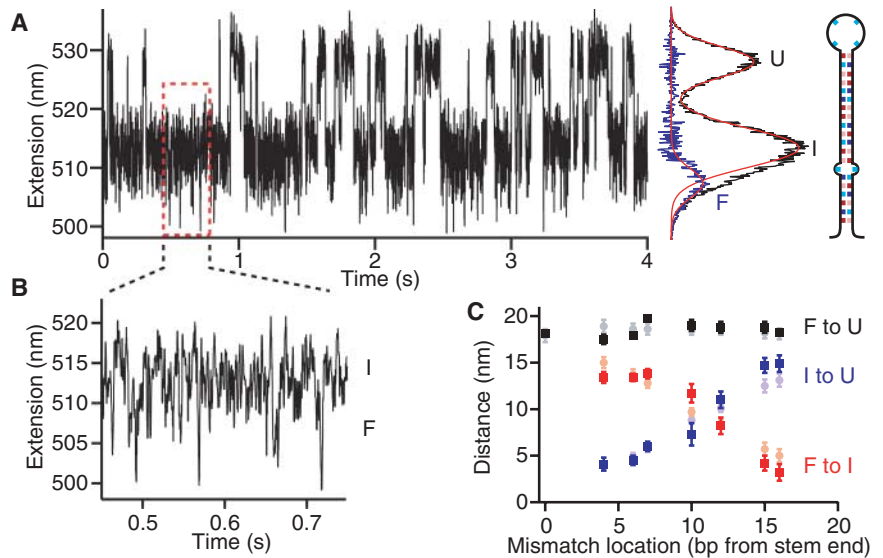 A
Extension (nm)
530
520
510
500
0
1
2
3
4
Time (s)
U
I
F
B
Extension (nm)
520
515
510
505
500
I
F
0.5
0.6
0.7
Time (s)
C
Distance (nm)
20
15
10
5
0
F to U
I to U
F to I
0
5
10
15
20
Mismatch location (bp from stem end)